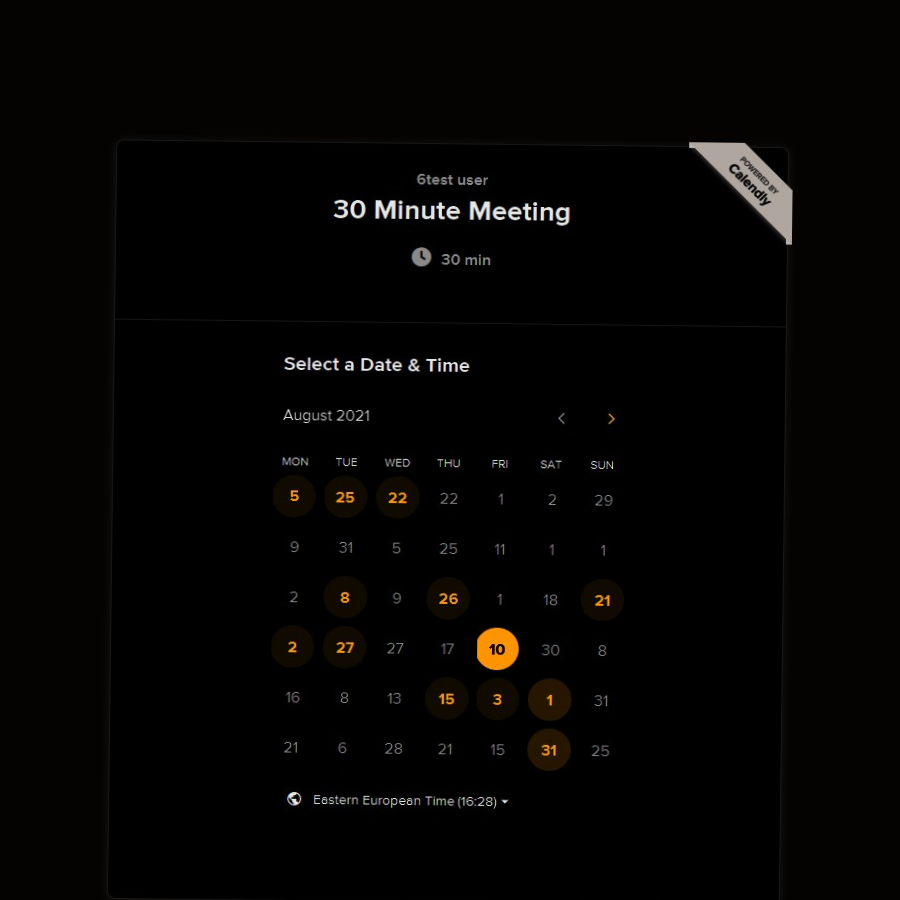 POWERED BY
Calendly
6test user
30 Minute Meeting
30 min
Select a Date & Time
August 2021
MON TUE WED THU FRI SAT SUN
5 25 22 22 1 2 29
9 31 5 25 11 1 1
2 8 9 26 1 18 21
2 27 27 17 10 30 8
16 8 13 15 3 1 31
21 6 28 21 15 31 25
Eastern European Time (16:28)